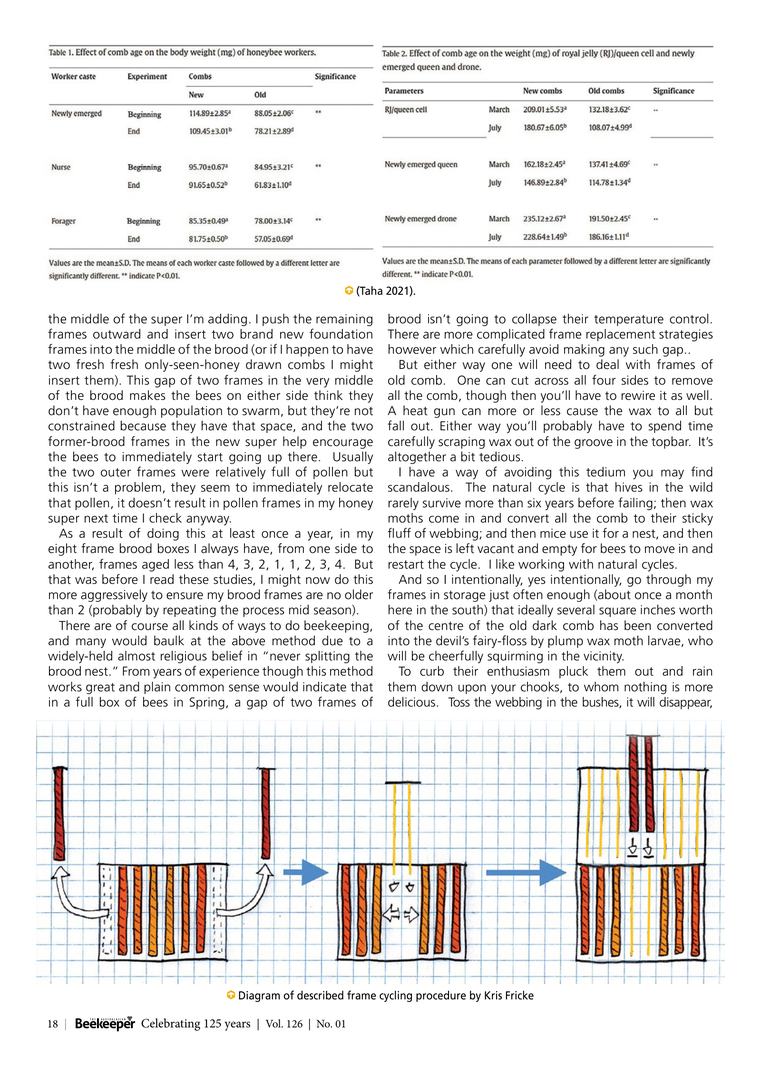 Table 1. Effect of comb age on the body weight (mg) of honeybee workers.
Worker caste Experiment Combs Significance
New Old
Newly emerged Beginning 114.89±2.85ᵃ 88.05±2.06ᶜ **
End 109.45±3.01ᵇ 78.21±2.89ᵈ
Nurse Beginning 95.70±0.67ᵃ 84.95±3.21ᶜ **
End 91.65±0.52ᵇ 61.83±1.10ᵈ
Forager Beginning 85.35±0.49ᵃ 78.00±3.14ᶜ **
End 81.75±0.50ᵇ 57.05±0.69ᵈ
Values are the mean±S.D. The means of each worker caste followed by a different letter are
significantly different. ** indicate P<0.01.
Table 2. Effect of comb age on the weight (mg) of royal jelly (RJ)/queen cell and newly
emerged queen and drone.
Parameters New combs Old combs Significance
RJ/queen cell March 209.01±5.53ᵃ 132.18±3.62ᶜ **
July 180.67±6.05ᵇ 108.07±4.99ᵈ
Newly emerged queen March 162.18±2.45ᵃ 137.41±4.69ᶜ **
July 146.89±2.84ᵇ 114.78±1.34ᵈ
Newly emerged drone March 235.12±2.67ᵃ 191.50±2.45ᶜ **
July 228.64±1.49ᵇ 186.16±1.11ᵈ
Values are the mean±S.D. The means of each parameter followed by a different letter are significantly
different. ** indicate P<0.01.
(Taha 2021).
the middle of the super I’m adding. I push the remaining
frames outward and insert two brand new foundation
frames into the middle of the brood (or if I happen to have
two fresh fresh only-seen-honey drawn combs I might
insert them). This gap of two frames in the very middle
of the brood makes the bees on either side think they
don’t have enough population to swarm, but they’re not
constrained because they have that space, and the two
former-brood frames in the new super help encourage
the bees to immediately start going up there. Usually
the two outer frames were relatively full of pollen but
this isn’t a problem, they seem to immediately relocate
that pollen, it doesn’t result in pollen frames in my honey
super next time I check anyway.
As a result of doing this at least once a year, in my
eight frame brood boxes I always have, from one side to
another, frames aged less than 4, 3, 2, 1, 1, 2, 3, 4. But
that was before I read these studies, I might now do this
more aggressively to ensure my brood frames are no older
than 2 (probably by repeating the process mid season).
There are of course all kinds of ways to do beekeeping,
and many would baulk at the above method due to a
widely-held almost religious belief in “never splitting the
brood nest.” From years of experience though this method
works great and plain common sense would indicate that
in a full box of bees in Spring, a gap of two frames of
brood isn’t going to collapse their temperature control.
There are more complicated frame replacement strategies
however which carefully avoid making any such gap..
But either way one will need to deal with frames of
old comb. One can cut across all four sides to remove
all the comb, though then you’ll have to rewire it as well.
A heat gun can more or less cause the wax to all but
fall out. Either way you’ll probably have to spend time
carefully scraping wax out of the groove in the topbar. It’s
altogether a bit tedious.
I have a way of avoiding this tedium you may find
scandalous. The natural cycle is that hives in the wild
rarely survive more than six years before failing; then wax
moths come in and convert all the comb to their sticky
fluff of webbing; and then mice use it for a nest, and then
the space is left vacant and empty for bees to move in and
restart the cycle. I like working with natural cycles.
And so I intentionally, yes intentionally, go through my
frames in storage just often enough (about once a month
here in the south) that ideally several square inches worth
of the centre of the old dark comb has been converted
into the devil’s fairy-floss by plump wax moth larvae, who
will be cheerfully squirming in the vicinity.
To curb their enthusiasm pluck them out and rain
them down upon your chooks, to whom nothing is more
delicious. Toss the webbing in the bushes, it will disappear,
Diagram of described frame cycling procedure by Kris Fricke
18 | Beekeeper Celebrating 125 years | Vol. 126 | No. 01